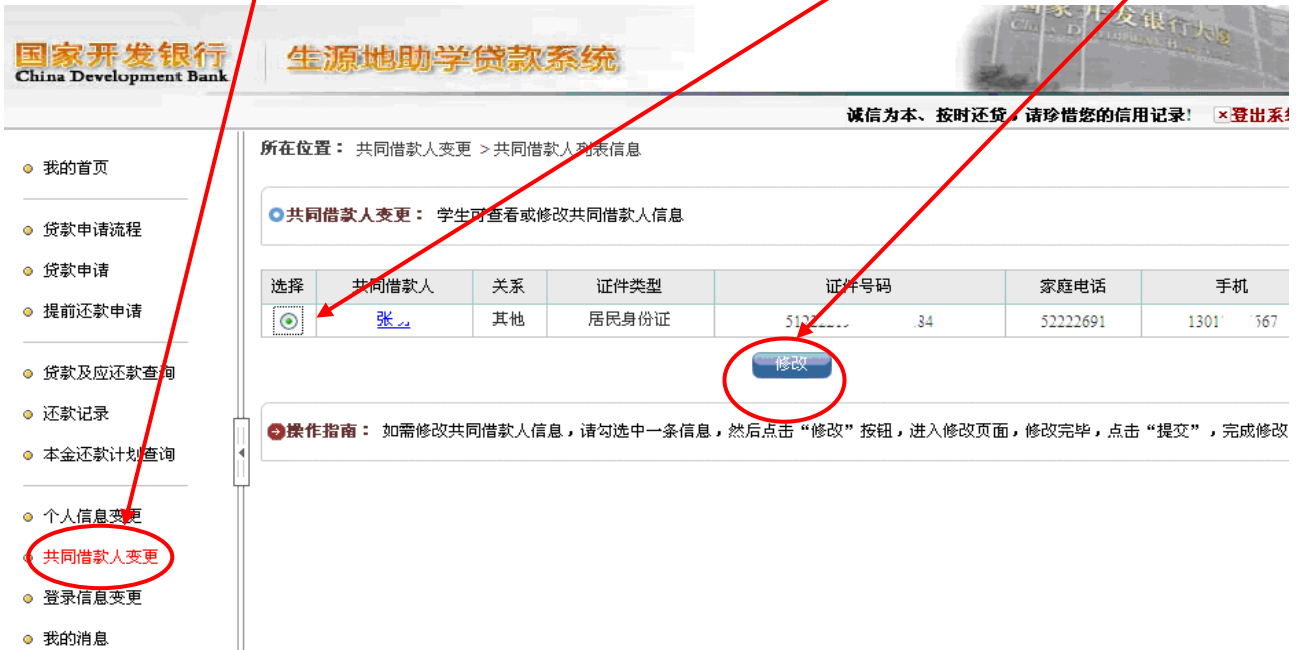 国家开发银行
China Development Bank
生源地助学贷款系统
诚信为本、按时还贷，请珍惜您的信用记录! 登出系
所在位置： 共同借款人变更 >共同借款人列表信息
我的首页
共同借款人变更： 学生可查看或修改共同借款人信息
贷款申请流程
贷款申请
提前还款申请
选择 共同借款人 关系 证件类型 证件号码 家庭电话 手机
张 其他 居民身份证 84 52222691 1301 567
修改
贷款及应还款查询
还款记录
本金还款计划查询
操作指南： 如需修改共同借款人信息，请勾选中一条信息，然后点击“修改”按钮，进入修改页面，修改完毕，点击“提交”，完成修改
个人信息变更
共同借款人变更
登录信息变更
我的消息